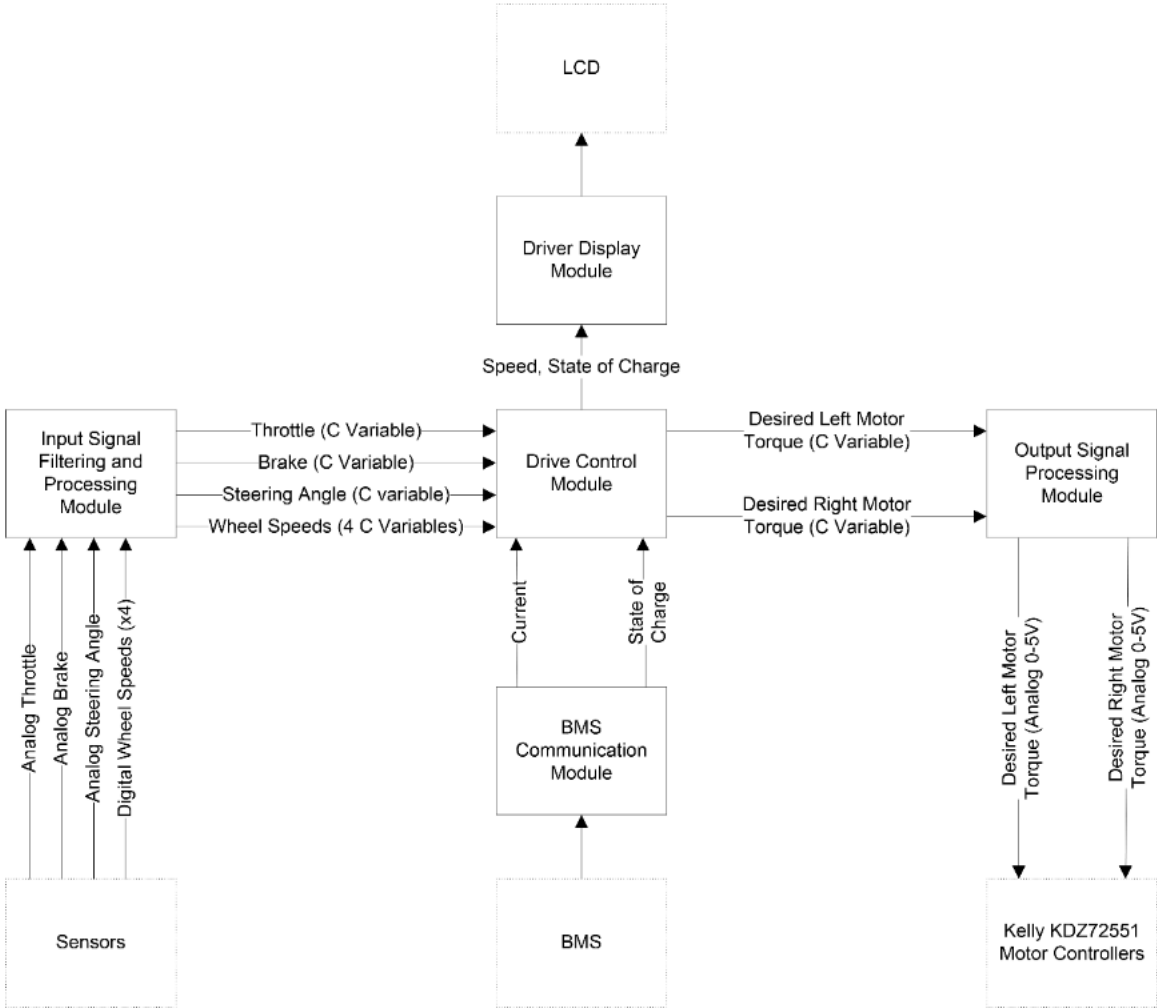 LCD
Driver Display
Module
Speed, State of Charge
Input Signal
Filtering and
Processing
Module
Throttle (C Variable)
Brake (C Variable)
Steering Angle (C variable)
Wheel Speeds (4 C Variables)
Drive Control
Module
Desired Left Motor
Torque (C Variable)
Desired Right Motor
Torque (C Variable)
Output Signal
Processing
Module
Analog Throttle
Analog Brake
Analog Steering Angle
Digital Wheel Speeds (x4)
Current
State of
Charge
BMS
Communication
Module
Desired Left Motor
Torque (Analog 0-5V)
Desired Right Motor
Torque (Analog 0-5V)
Sensors
BMS
Kelly KDZ72551
Motor Controllers